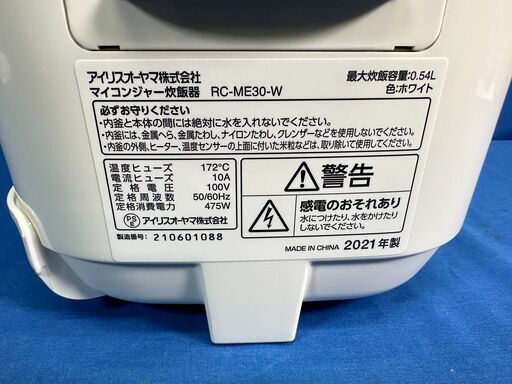 アイリスオーヤマ株式会社
マイコンジャー炊飯器 RC-ME30-W
最大炊飯容量:0.54L
色:ホワイト
必ずお守りください
・内釜と本体の間には絶対に水を入れないでください。
・内釜には、金属へら、金属たわし、ナイロンたわし、クレンザーなどを使用しないでください。
・内釜の外側、ヒーター、温度センサーの上面に付いた米粒などは、取り除いて使用してください。
温度ヒューズ 172℃
電流ヒューズ 10A
定格電圧 100V
定格周波数 50/60Hz
定格消費電力 475W
PS E アイリスオーヤマ株式会社
製造番号: 210601088
警告
感電のおそれあり
水につけたり、水をかけたり
しないでください。
MADE IN CHINA 2021年製